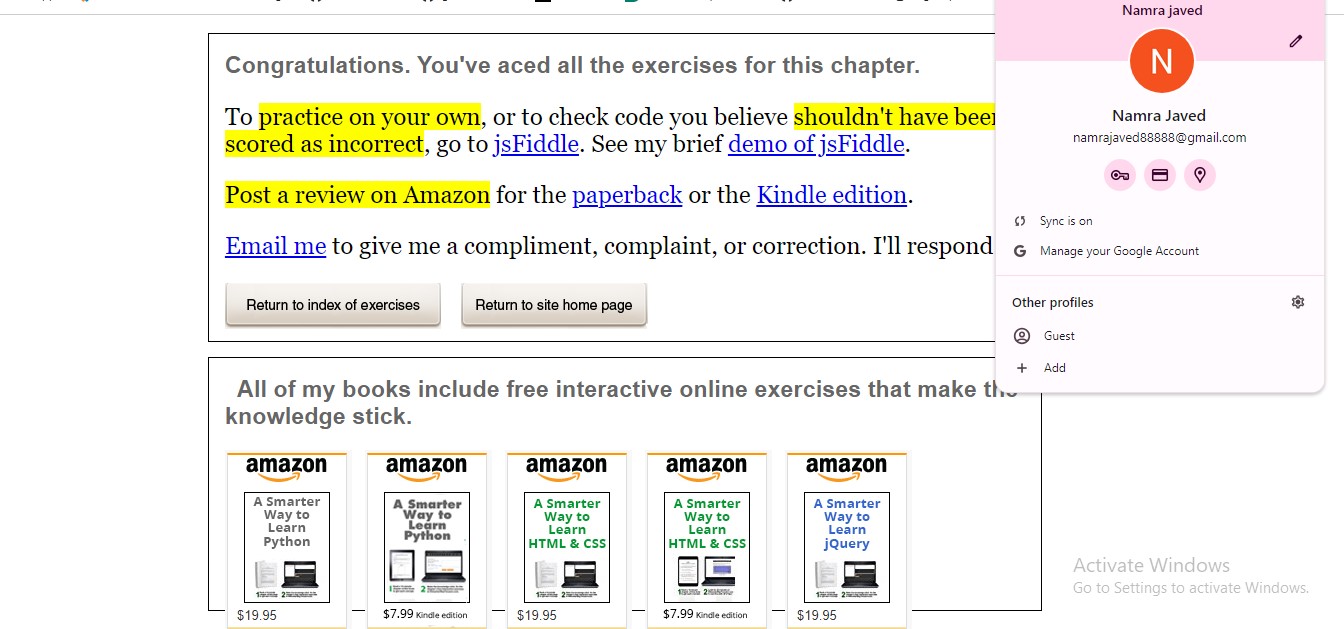 Congratulations. You've aced all the exercises for this chapter.
To practice on your own, or to check code you believe shouldn't have been
scored as incorrect, go to jsFiddle. See my brief demo of jsFiddle.
Post a review on Amazon for the paperback or the Kindle edition.
Email me to give me a compliment, complaint, or correction. I'll respond
Return to index of exercises
Return to site home page
All of my books include free interactive online exercises that make the
knowledge stick.
amazon
A Smarter
Way to
Learn
Python
$19.95
amazon
A Smarter
Way to
Learn
Python
$7.99 Kindle edition
amazon
A Smarter
Way to
Learn
HTML & CSS
$19.95
amazon
A Smarter
Way to
Learn
HTML & CSS
$7.99 Kindle edition
amazon
A Smarter
Way to
Learn
jQuery
$19.95
Namra javed
N
Namra Javed
namrajaved88888@gmail.com
Sync is on
G Manage your Google Account
Other profiles
Guest
Add
Activate Windows
Go to Settings to activate Windows.